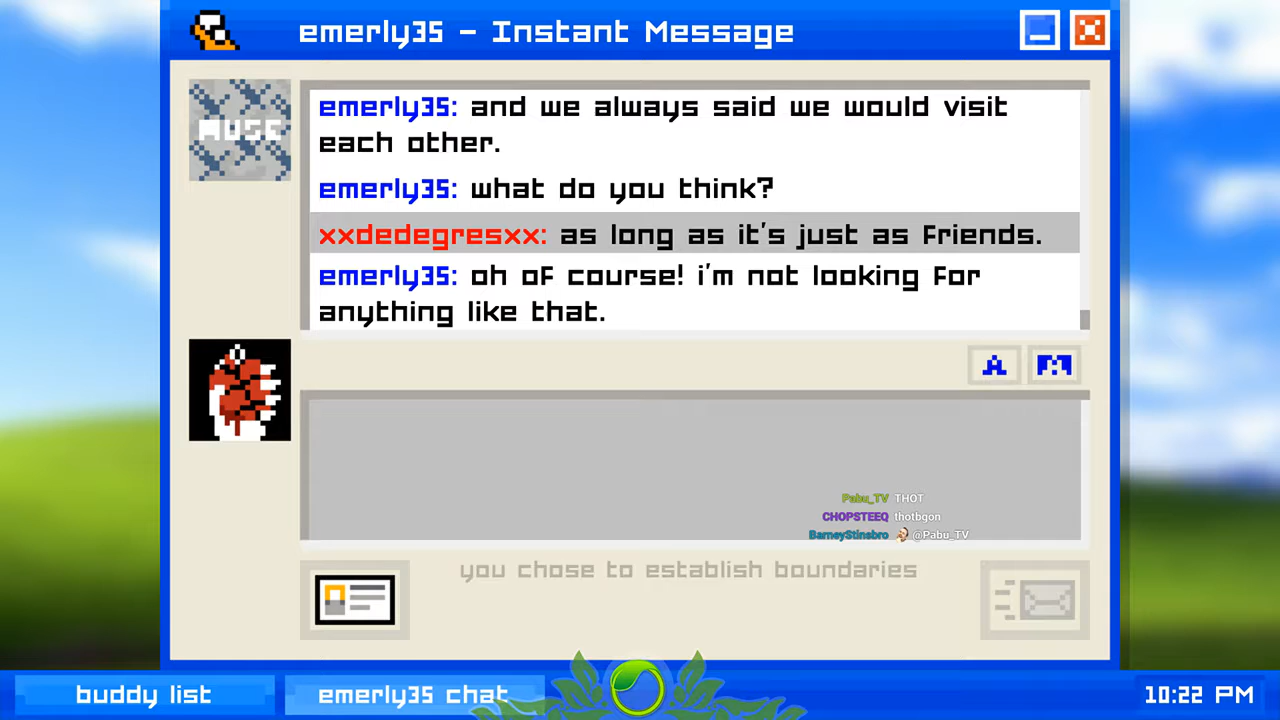 emerly35 - Instant Message
MUSE
emerly35: and we always said we would visit
each other.
emerly35: what do you think?
xxdedegresxx: as long as it's just as friends.
emerly35: oh of course! i'm not looking for
anything like that.
A
Pabu_TV THOT
CHOPSTEEQ thotbgon
BarneyStinsbro @Pabu_TV
you chose to establish boundaries
buddy list
emerly35 chat
10:22 PM